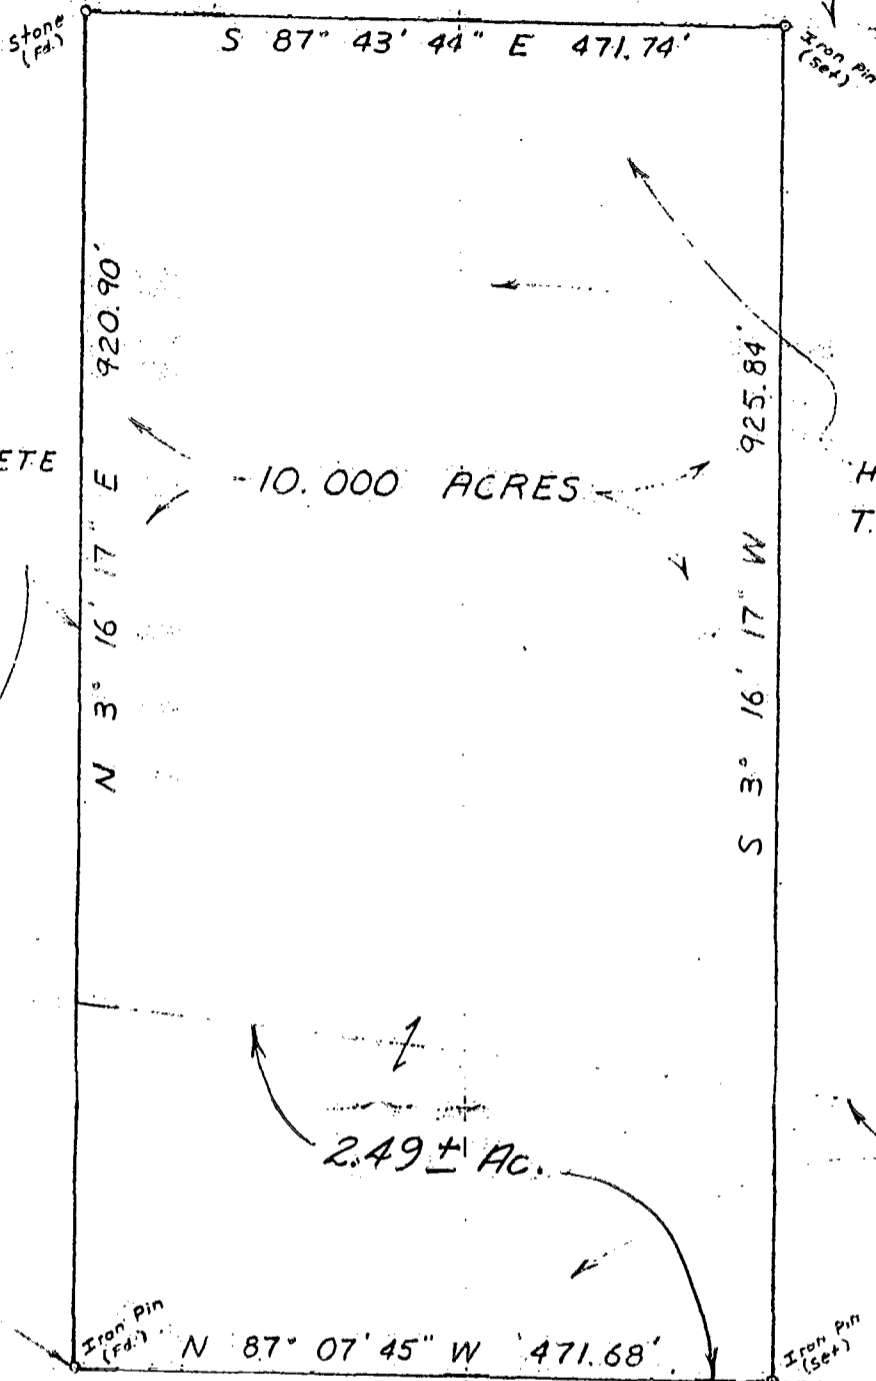 Stone
(Fd.)
S 87" 43' 44" E 471.74'
Iron Pin
(Set)
N 3° 16' 17" E 920.90'
S 3° 16' 17" W 925.84'
ETE
10.000 ACRES
H
T.
2.49 ± Ac.
Iron Pin
(Fd.)
N 87° 07' 45" W 471.68'
Iron Pin
(Set)